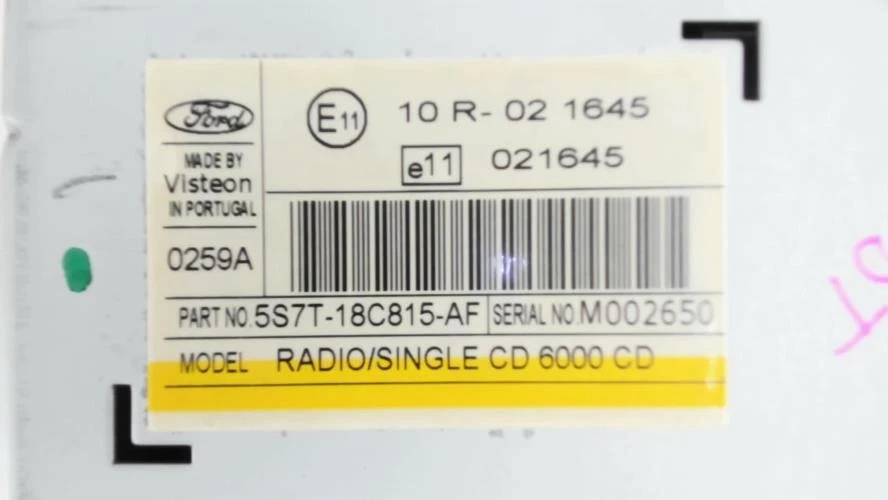 Ford
MADE BY
Visteon
IN PORTUGAL
0259A
E11 10 R- 02 1645
e11 021645
PART NO. 5S7T-18C815-AF SERIAL NO. M002650
MODEL RADIO/SINGLE CD 6000 CD